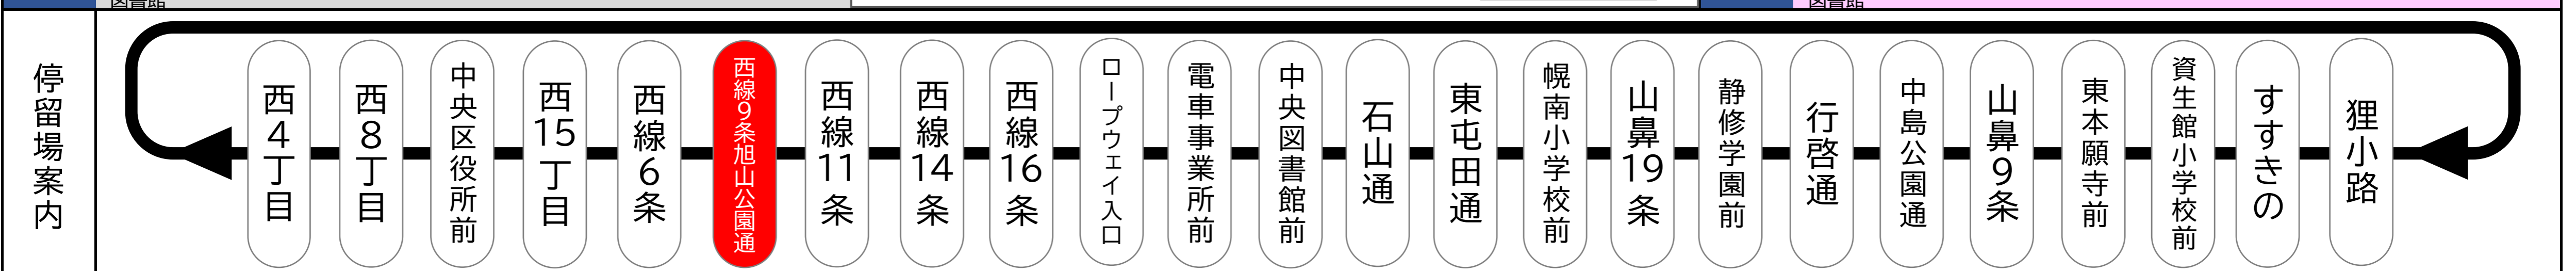 図書館
図書館
停留場案内
西4丁目
西8丁目
中央区役所前
西15丁目
西線6条
西線9条旭山公園通
西線11条
西線14条
西線16条
ロープウェイ入口
電車事業所前
中央図書館前
石山通
東屯田通
幌南小学校前
山鼻19条
静修学園前
行啓通
中島公園通
山鼻9条
東本願寺前
資生館小学校前
すすきの
狸小路